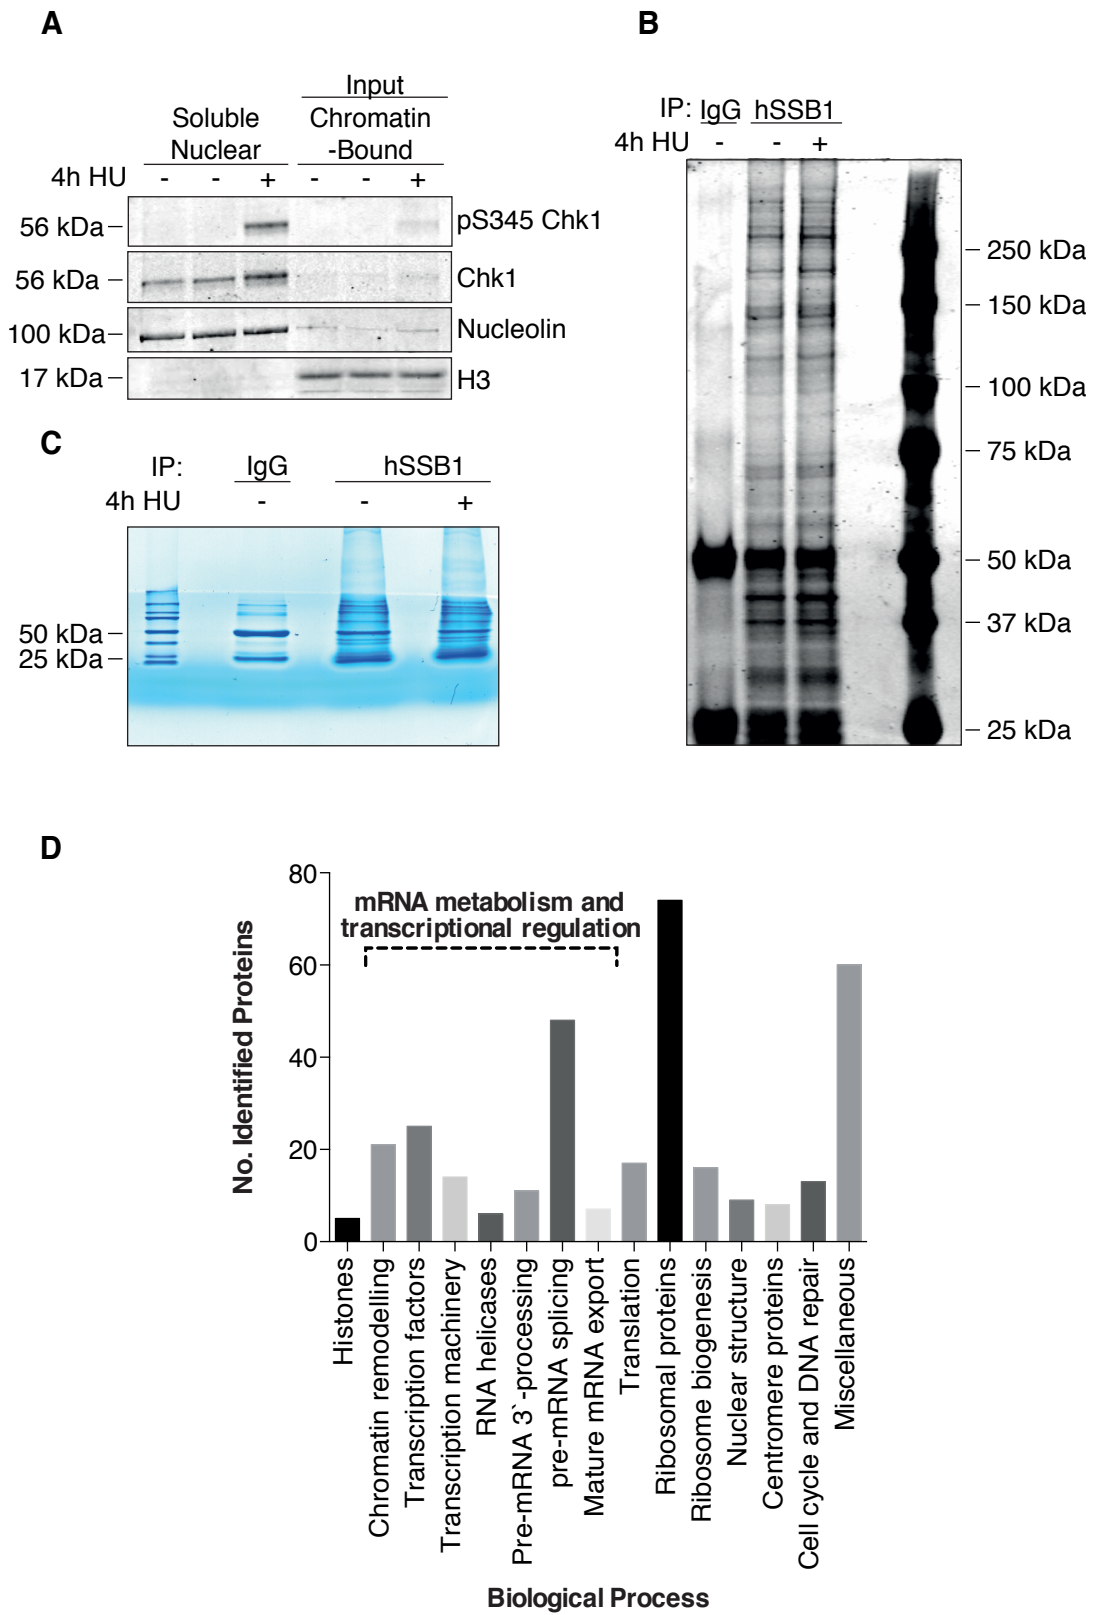 A
Input
Soluble
Nuclear
Chromatin
-Bound
4h HU - - + - - +
56 kDa pS345 Chk1
56 kDa Chk1
100 kDa Nucleolin
17 kDa H3
B
IP: IgG hSSB1
4h HU - - +
250 kDa
150 kDa
100 kDa
75 kDa
50 kDa
37 kDa
25 kDa
C
IP: IgG hSSB1
4h HU - - +
50 kDa
25 kDa
D
mRNA metabolism and
transcriptional regulation
No. Identified Proteins
80
60
40
20
0
Histones
Chromatin remodelling
Transcription factors
Transcription machinery
RNA helicases
Pre-mRNA 3`-processing
pre-mRNA splicing
Mature mRNA export
Translation
Ribosomal proteins
Ribosome biogenesis
Nuclear structure
Centromere proteins
Cell cycle and DNA repair
Miscellaneous
Biological Process